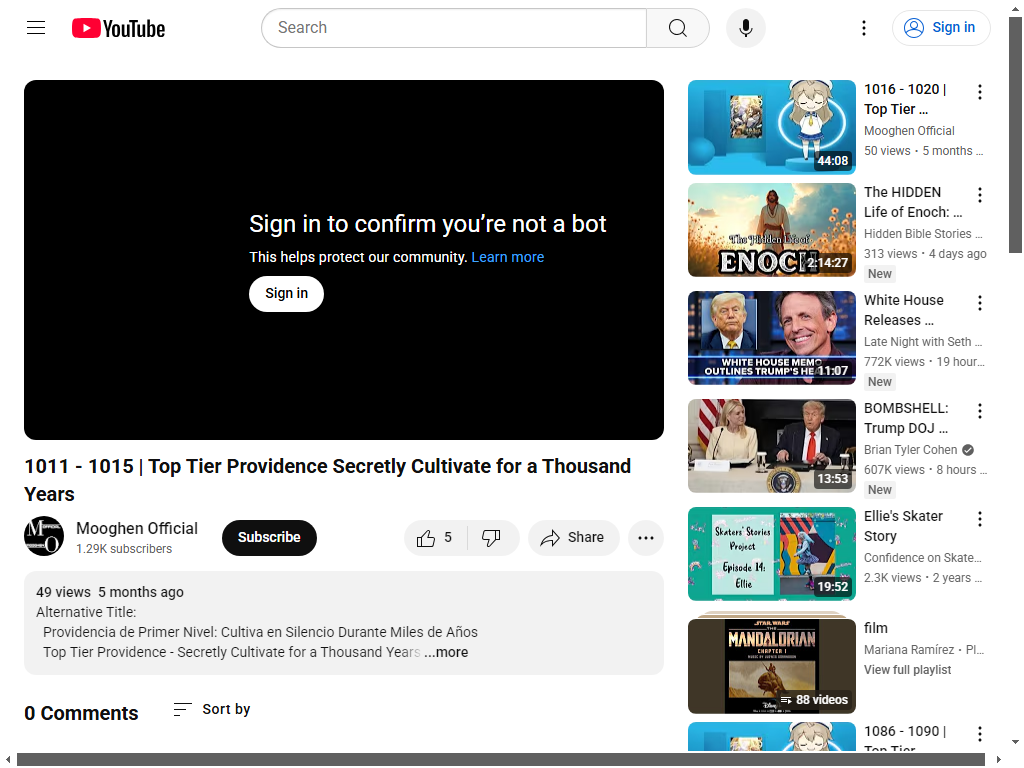 YouTube
Search
Sign in
Sign in to confirm you’re not a bot
This helps protect our community. Learn more
Sign in
1011 - 1015 | Top Tier Providence Secretly Cultivate for a Thousand
Years
Mooghen Official
1.29K subscribers
Subscribe
5
Share
49 views 5 months ago
Alternative Title:
Providencia de Primer Nivel: Cultiva en Silencio Durante Miles de Años
Top Tier Providence - Secretly Cultivate for a Thousand Years ...more
0 Comments
Sort by
44:08
1016 - 1020 |
Top Tier …
Mooghen Official
50 views · 5 months …
The Hidden Life of
ENOCH
2:14:27
The HIDDEN
Life of Enoch: …
Hidden Bible Stories …
313 views · 4 days ago
New
WHITE HOUSE MEMO
OUTLINES TRUMP'S HEA
11:07
White House
Releases …
Late Night with Seth …
772K views · 19 hour…
New
13:53
BOMBSHELL:
Trump DOJ …
Brian Tyler Cohen
607K views · 8 hours …
New
Skaters' Stories
Project
Episode 14:
Ellie
19:52
Ellie's Skater
Story
Confidence on Skate…
2.3K views · 2 years …
STAR WARS
THE
MANDALORIAN
CHAPTER 1
88 videos
film
Mariana Ramírez · Pl…
View full playlist
1086 - 1090 |
Top Tier